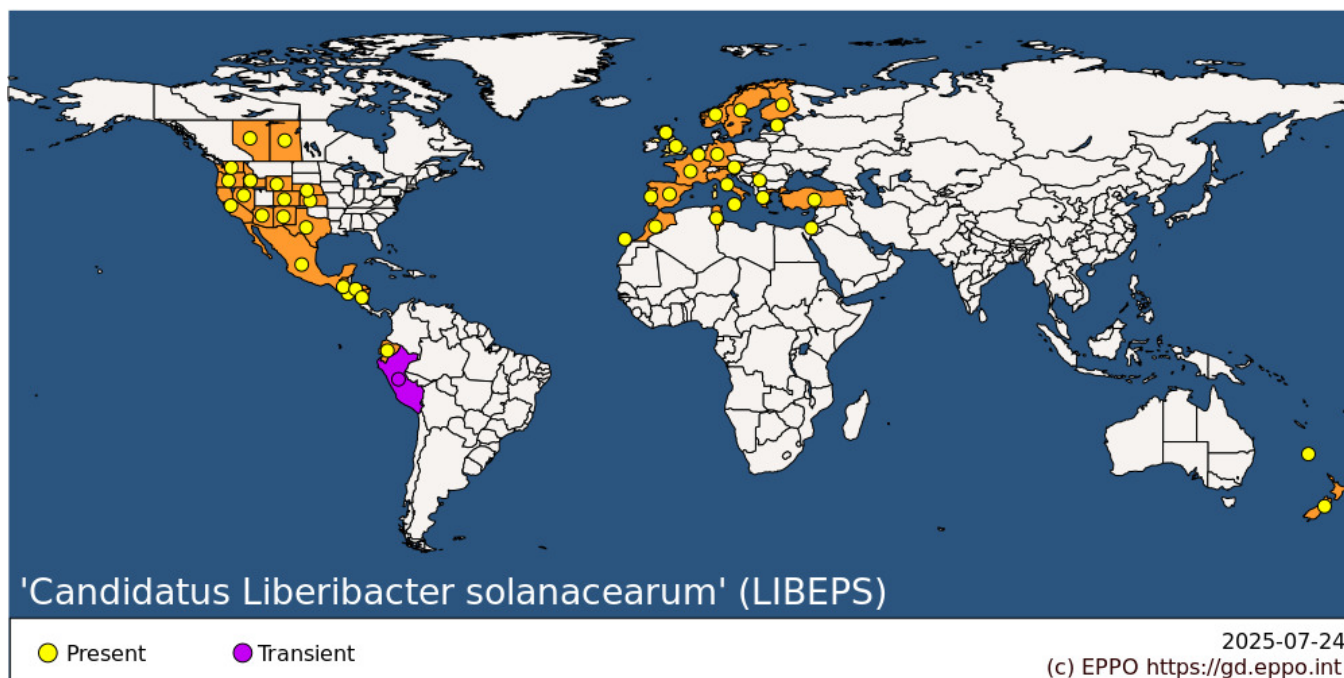 'Candidatus Liberibacter solanacearum' (LIBEPS)
Present
Transient
2025-07-24
(c) EPPO https://gd.eppo.int